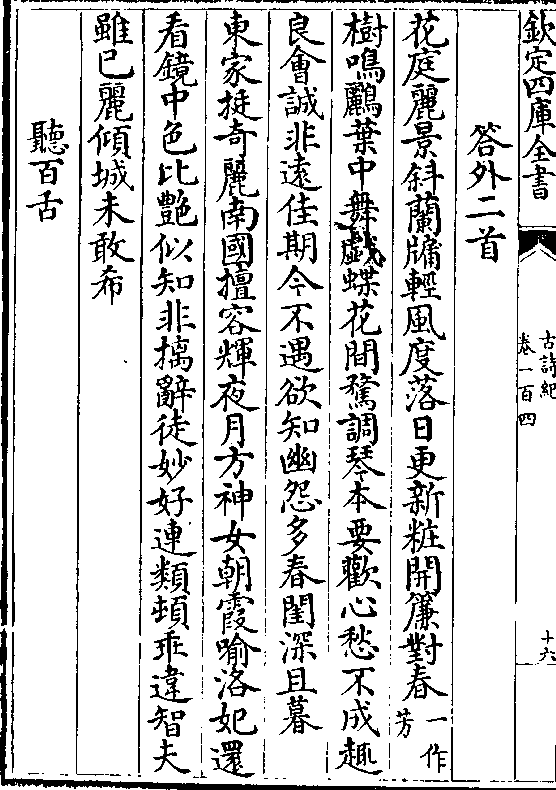 欽定四庫全書
古詩紀
卷一百四
十六
答外二首
花庭麗景斜蘭牗輕風度落日更新粧開簾對春一作芳
樹鳴鸝葉中舞戯蝶花間騖調琴本要歡心愁不成趣
良會誠非遠佳期今不遇欲知幽怨多春閨深且暮
東家挺奇麗南國擅容輝夜月方神女朝霞喻洛妃還
看鏡中色比艶似知非摛辭徒妙好連類頓乖違智夫
雖已麗傾城未敢希
聽百舌